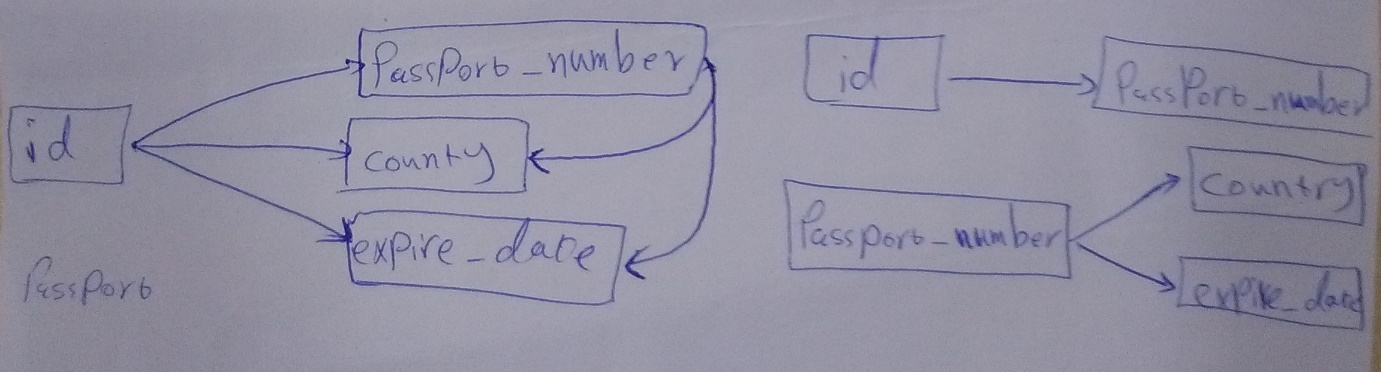 id
PassPort_number
county
expire_date
PassPort
id
PassPort_number
Passport_number
country
expire_date